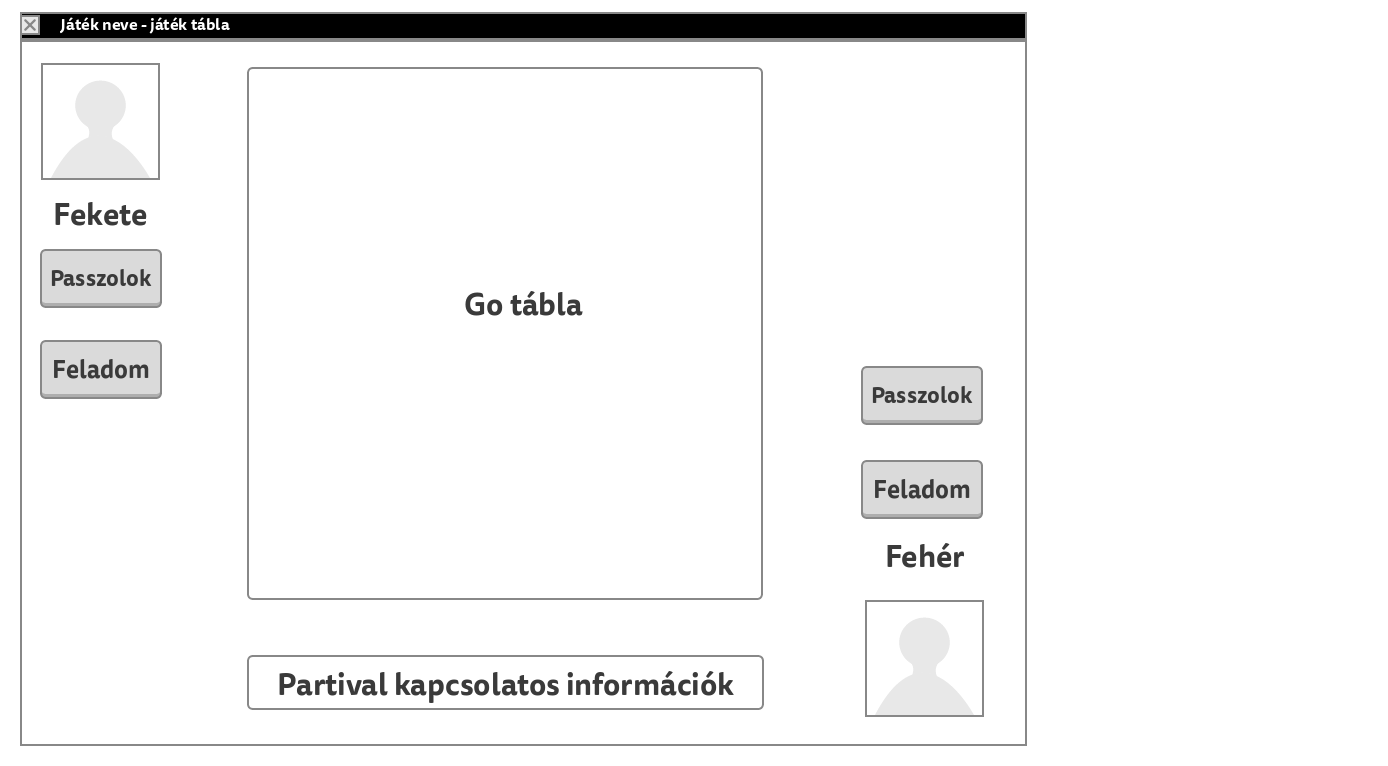 Játék neve - játék tábla
Fekete
Passzolok
Feladom
Go tábla
Passzolok
Feladom
Fehér
Partival kapcsolatos információk